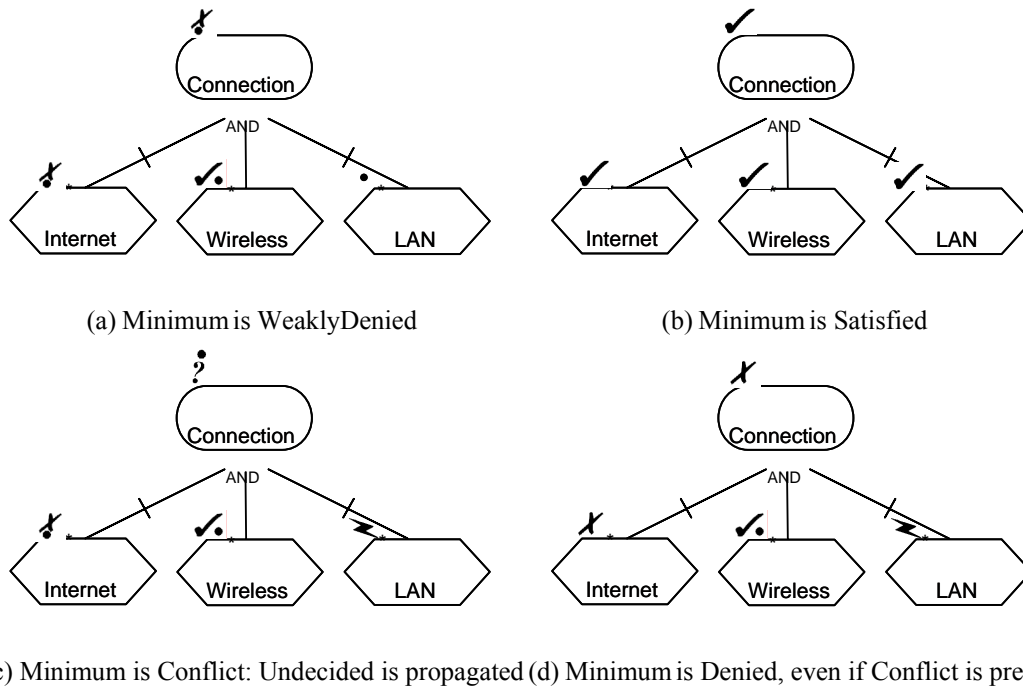 Connection
AND
Internet Wireless LAN
(a) Minimum is WeaklyDenied
Connection
AND
Internet Wireless LAN
(b) Minimum is Satisfied
?
Connection
AND
Internet Wireless LAN
) Minimum is Conflict: Undecided is propagated
Connection
AND
Internet Wireless LAN
(d) Minimum is Denied, even if Conflict is pre